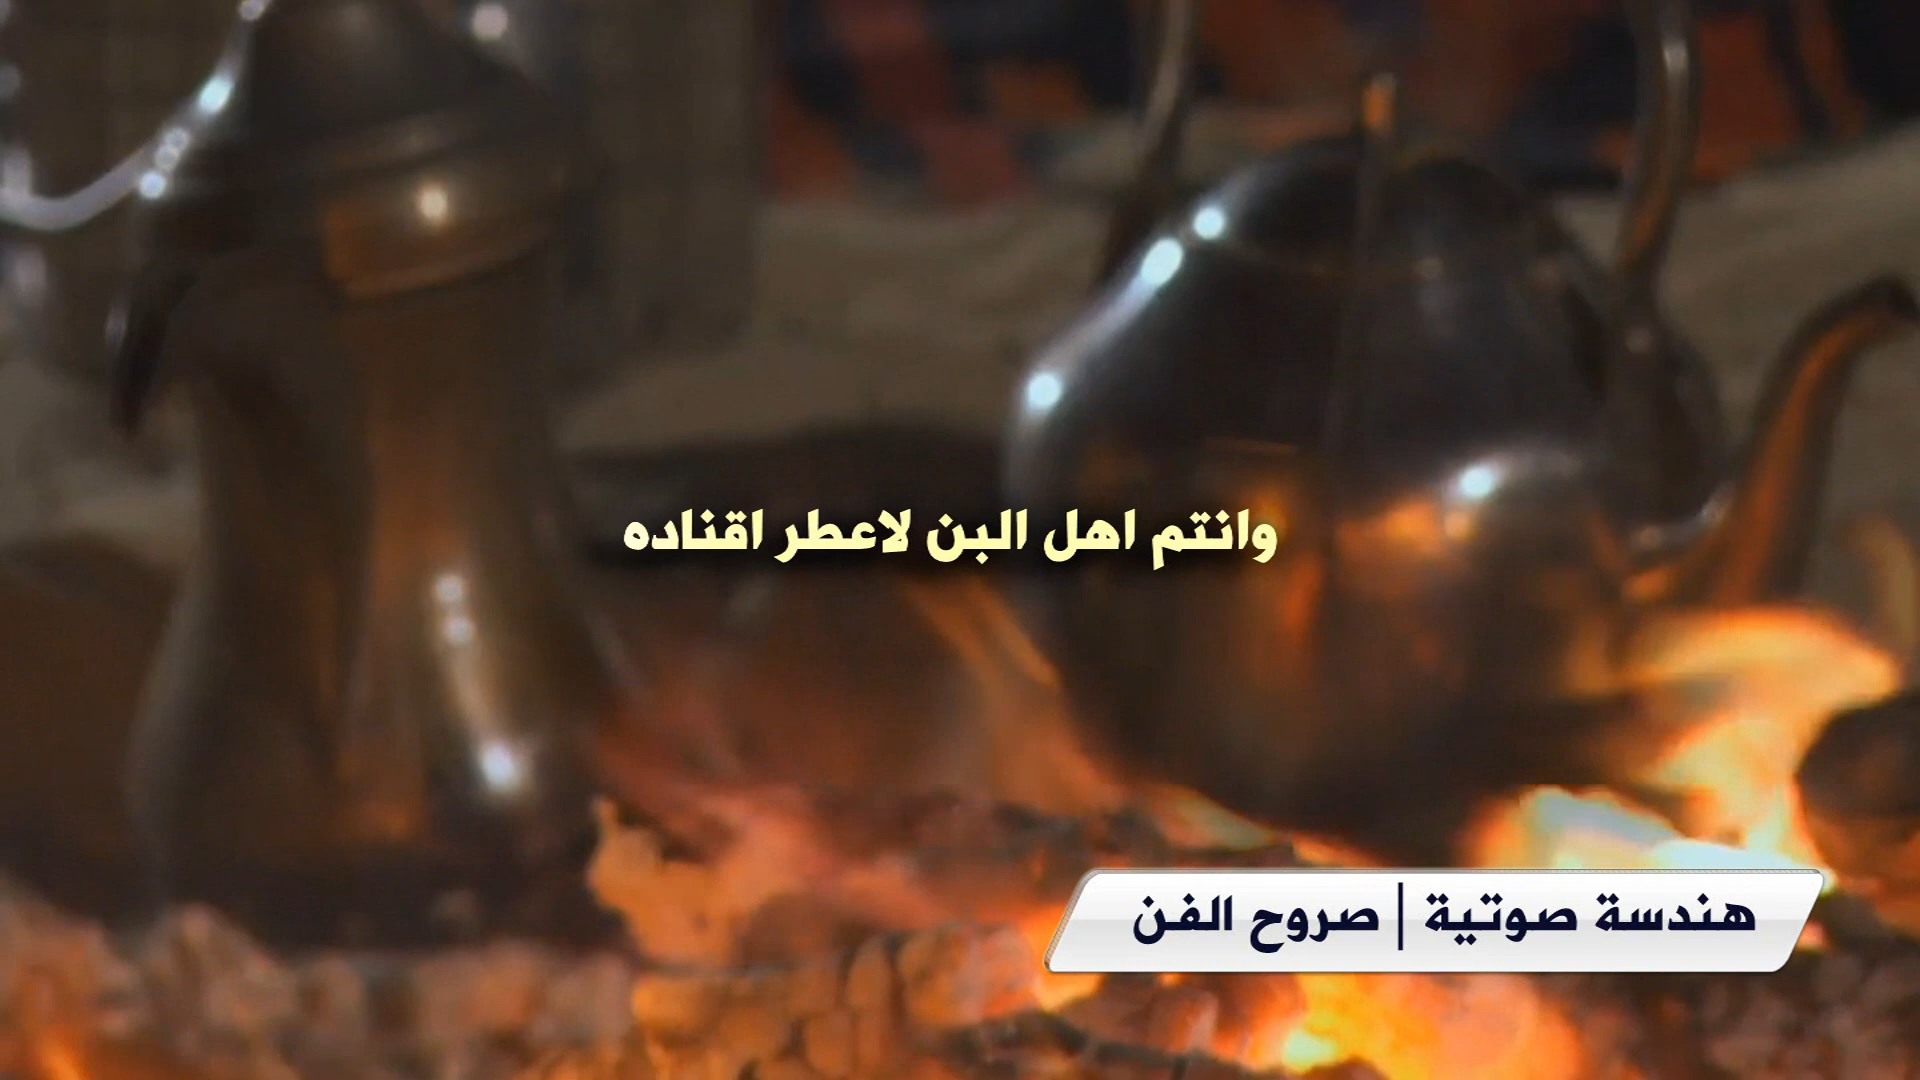 وانتم اهل البن لاعطر اقناده
هندسة صوتية | صروح الفن